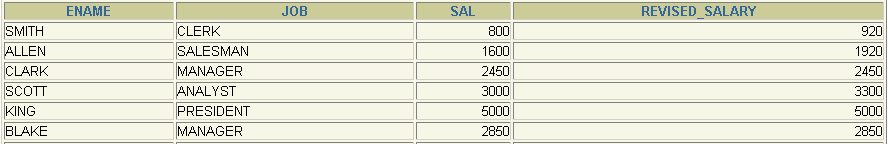 ENAME JOB SAL REVISED_SALARY
SMITH CLERK 800 920
ALLEN SALESMAN 1600 1920
CLARK MANAGER 2450 2450
SCOTT ANALYST 3000 3300
KING PRESIDENT 5000 5000
BLAKE MANAGER 2850 2850